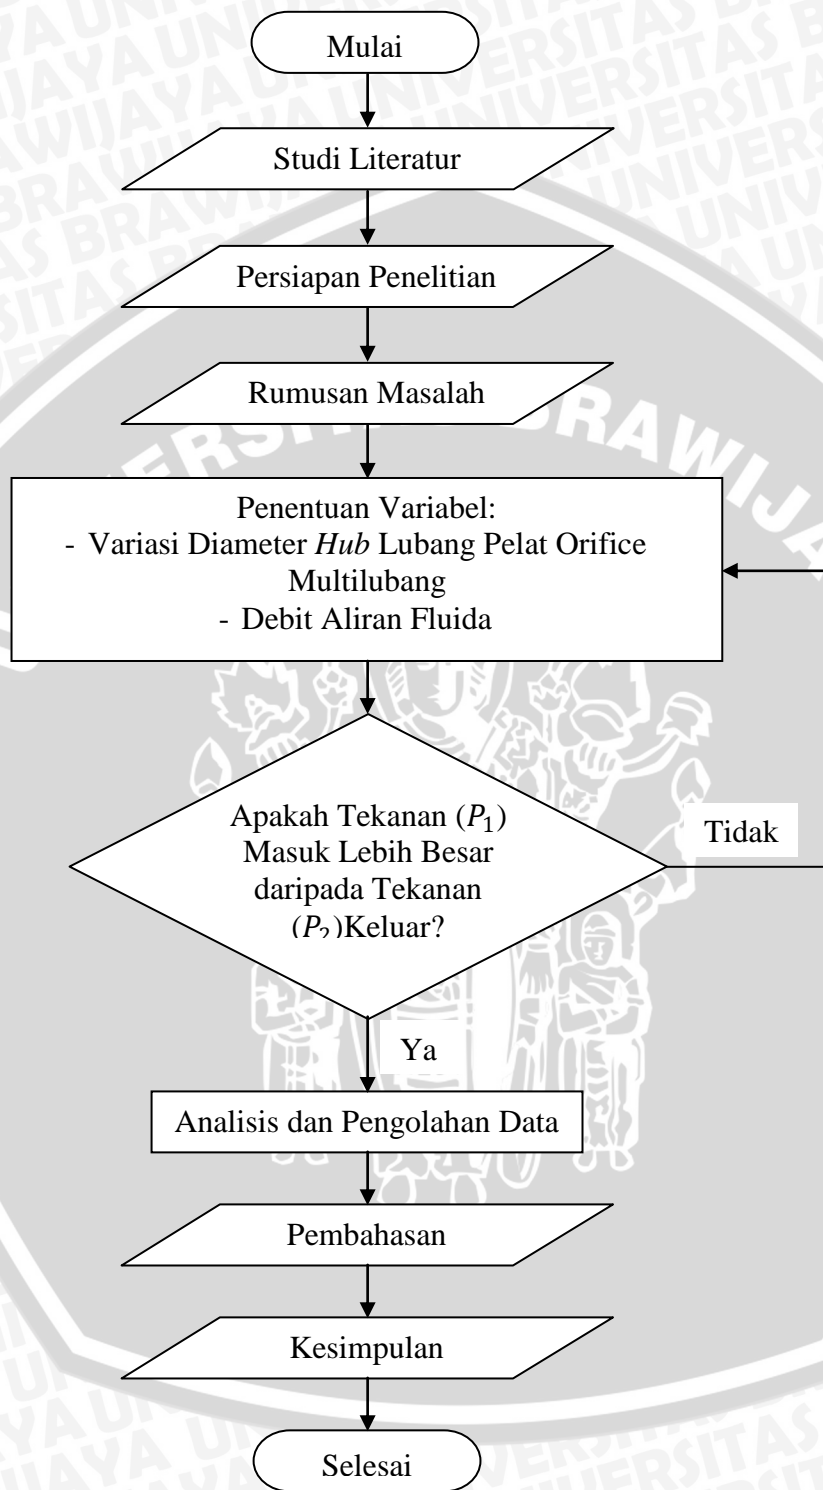 Mulai
Studi Literatur
Persiapan Penelitian
Rumusan Masalah
Penentuan Variabel:
- Variasi Diameter Hub Lubang Pelat Orifice
Multilubang
- Debit Aliran Fluida
Apakah Tekanan (P₁)
Masuk Lebih Besar
daripada Tekanan
(P₂)Keluar?
Tidak
Ya
Analisis dan Pengolahan Data
Pembahasan
Kesimpulan
Selesai